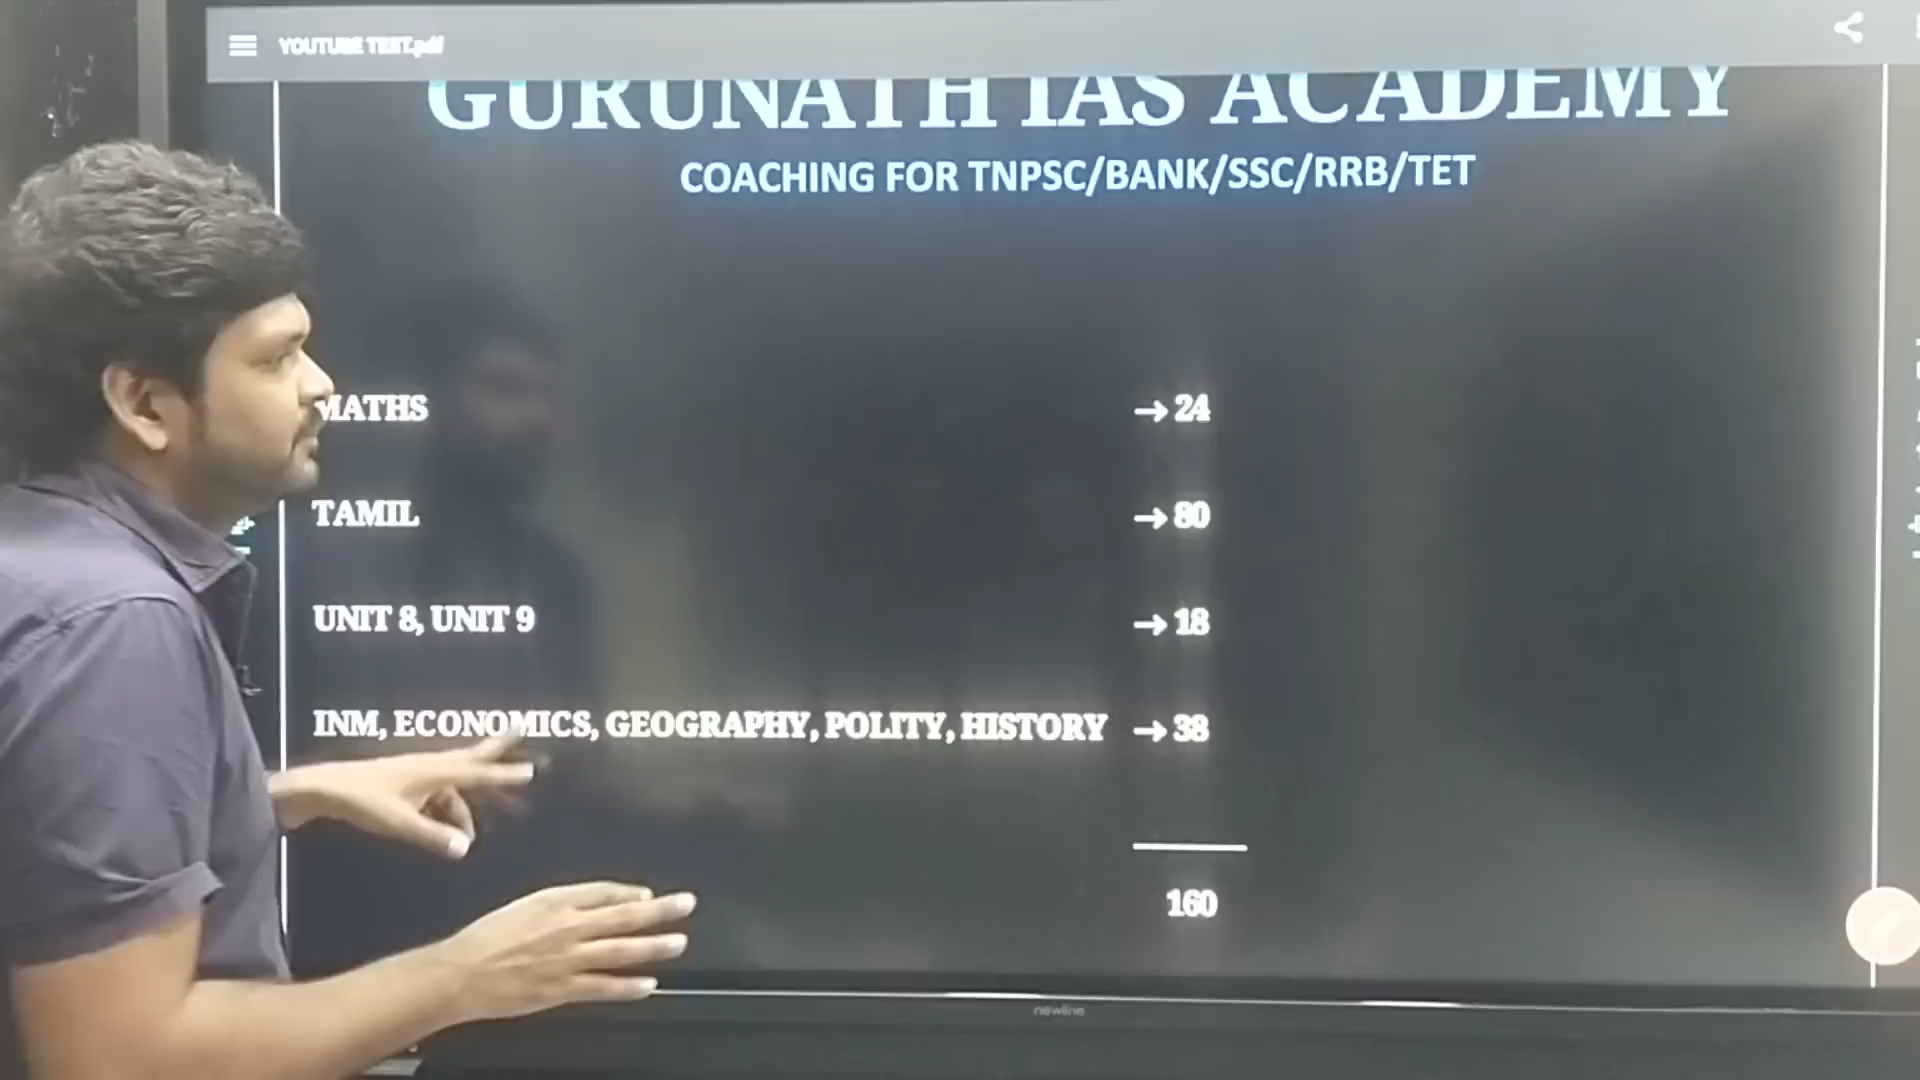 YOUTUBE TEST.pdf
GURUNATH IAS ACADEMY
COACHING FOR TNPSC/BANK/SSC/RRB/TET
MATHS → 24
TAMIL → 80
UNIT 8, UNIT 9 → 18
INM, ECONOMICS, GEOGRAPHY, POLITY, HISTORY → 38
160
newline